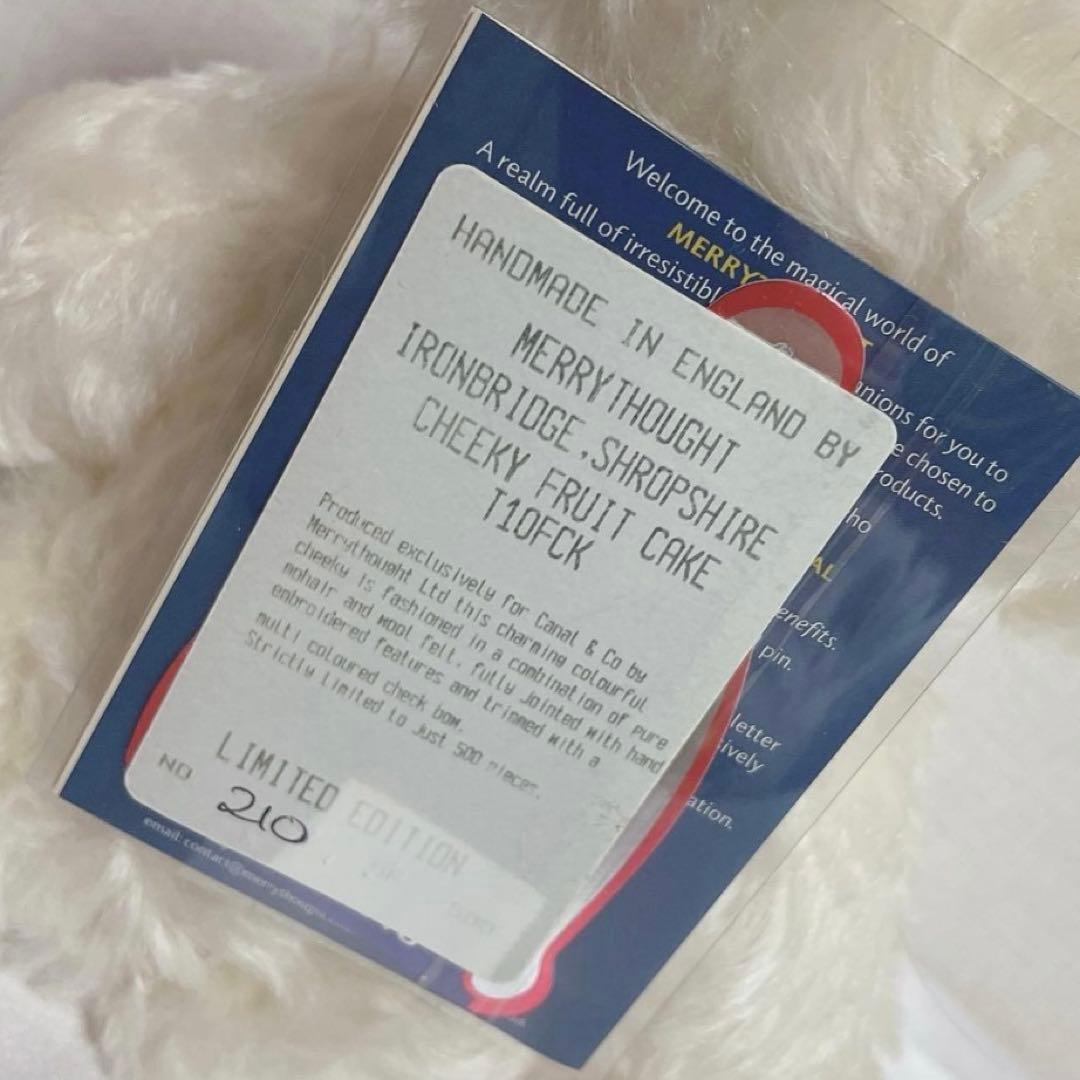 Welcome to the magical world of
MERRY
A realm full of irresistibl
anions for you to
e chosen to
roducts.
ho
AL
enefits.
pin.
letter
sively
ation.
HANDMADE IN ENGLAND BY
MERRYTHOUGHT
IRONBRIDGE,SHROPSHIRE
CHEEKY FRUIT CAKE
T10FCK
Produced exclusively for Canal & Co by
Merrythought Ltd this charming colourful
cheeky is fashioned in a combination of pure
mohair and wool felt, fully jointed with hand
embroidered features and trimmed with a
multi coloured check bow.
Strictly Limited to just 500 pieces.
LIMITED EDITION
NO 210
email: contact@merrythought